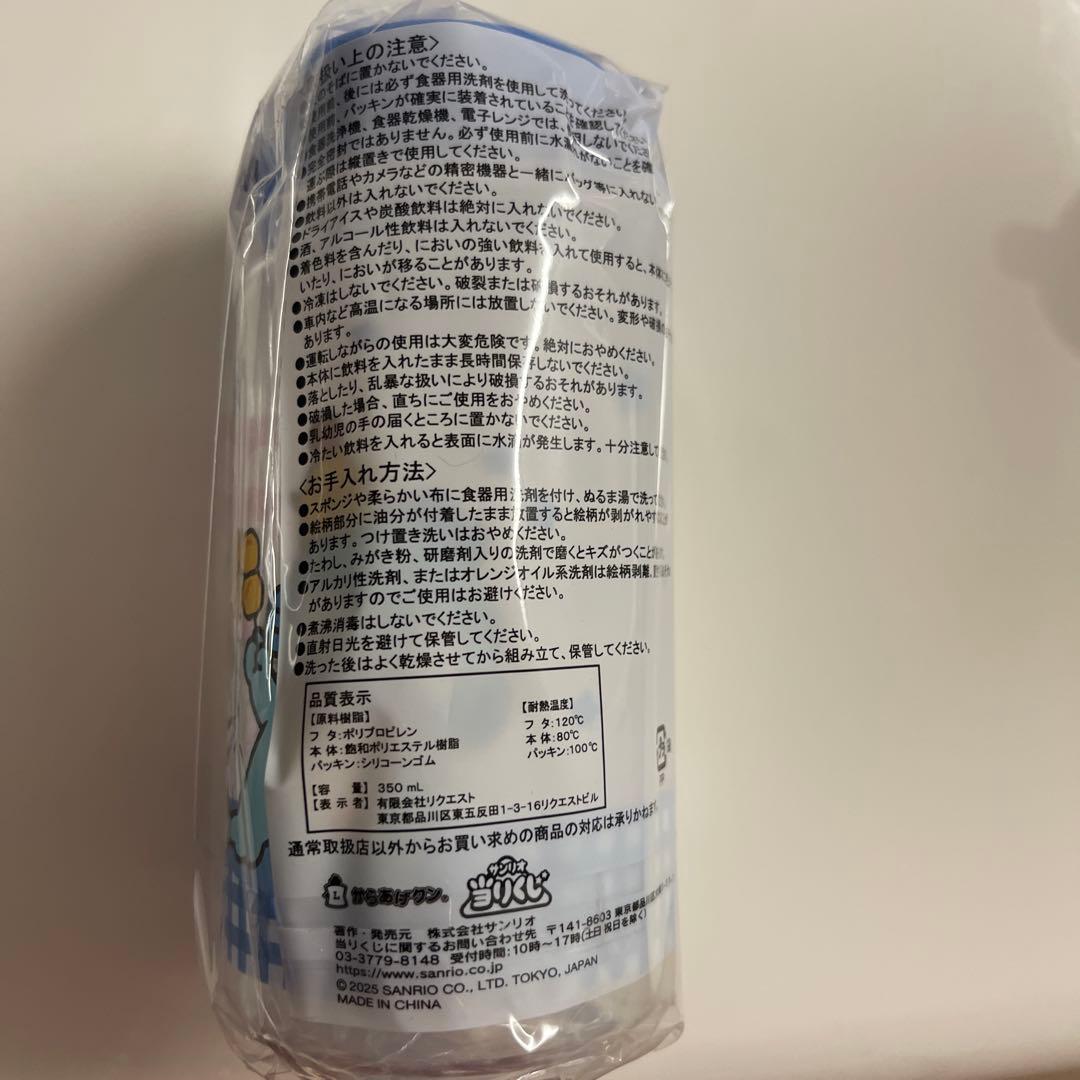 扱い上の注意〉
のそばに置かないでください。
使用前、後には必ず食器用洗剤を使用して洗ってください
使用前、パッキンが確実に装着されていることを確認してくださ
食器洗浄機、食器乾燥機、電子レンジでは、使用しないでくださ
●完全密封ではありません。必ず使用前に水漏れがないことを確
運ぶ際は縦置きで使用してください。
●携帯電話やカメラなどの精密機器と一緒にバッグ等に入れない
●飲料以外は入れないでください。
●ドライアイスや炭酸飲料は絶対に入れないでください。
●酒、アルコール性飲料は入れないでください。
●着色料を含んだり、においの強い飲料を入れて使用すると、本体に
いたり、においが移ることがあります。
●冷凍はしないでください。破裂または破損するおそれがあります。
●車内など高温になる場所には放置しないでください。変形や破損
あります。
●運転しながらの使用は大変危険です。絶対におやめください。
●本体に飲料を入れたまま長時間保存しないでください。
●落としたり、乱暴な扱いにより破損するおそれがあります。
●破損した場合、直ちにご使用をおやめください。
●乳幼児の手の届くところに置かないでください。
●冷たい飲料を入れると表面に水滴が発生します。十分注意して
〈お手入れ方法〉
●スポンジや柔らかい布に食器用洗剤を付け、ぬるま湯で洗って
●絵柄部分に油分が付着したまま放置すると絵柄が剥がれやす
あります。つけ置き洗いはおやめください。
●たわし、みがき粉、研磨剤入りの洗剤で磨くとキズがつくことが
●アルカリ性洗剤、またはオレンジオイル系洗剤は絵柄剥離、
がありますのでご使用はお避けください。
●煮沸消毒はしないでください。
●直射日光を避けて保管してください。
●洗った後はよく乾燥させてから組み立て、保管してください。
品質表示
【原料樹脂】
フ タ:ポリプロピレン
本 体:飽和ポリエステル樹脂
パッキン:シリコーンゴム
【耐熱温度】
フ タ:120℃
本 体:80℃
パッキン:100℃
【容 量】350 mL
【表 示 者】有限会社リクエスト
東京都品川区東五反田1-3-16リクエストビル
通常取扱店以外からお買い求めの商品の対応は承りかねます
L からあげクン®
サンリオ
当りくじ
著作・発売元 株式会社サンリオ 〒141-8603 東京都品川区
当りくじに関するお問い合わせ先
03-3779-8148 受付時間:10時～17時(土日祝日を除く)
https://www.sanrio.co.jp
© 2025 SANRIO CO., LTD. TOKYO, JAPAN
MADE IN CHINA